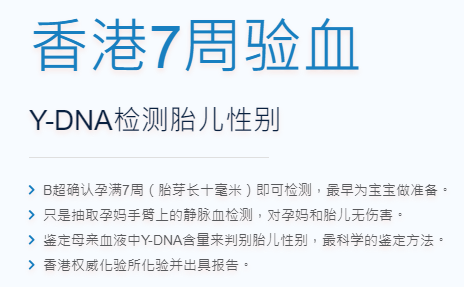 香港7周验血
Y-DNA检测胎儿性别
B超确认孕满7周（胎芽长十毫米）即可检测，最早为宝宝做准备。
只是抽取孕妈手臂上的静脉血检测，对孕妈和胎儿无伤害。
鉴定母亲血液中Y-DNA含量来判别胎儿性别，最科学的鉴定方法。
香港权威化验所化验并出具报告。